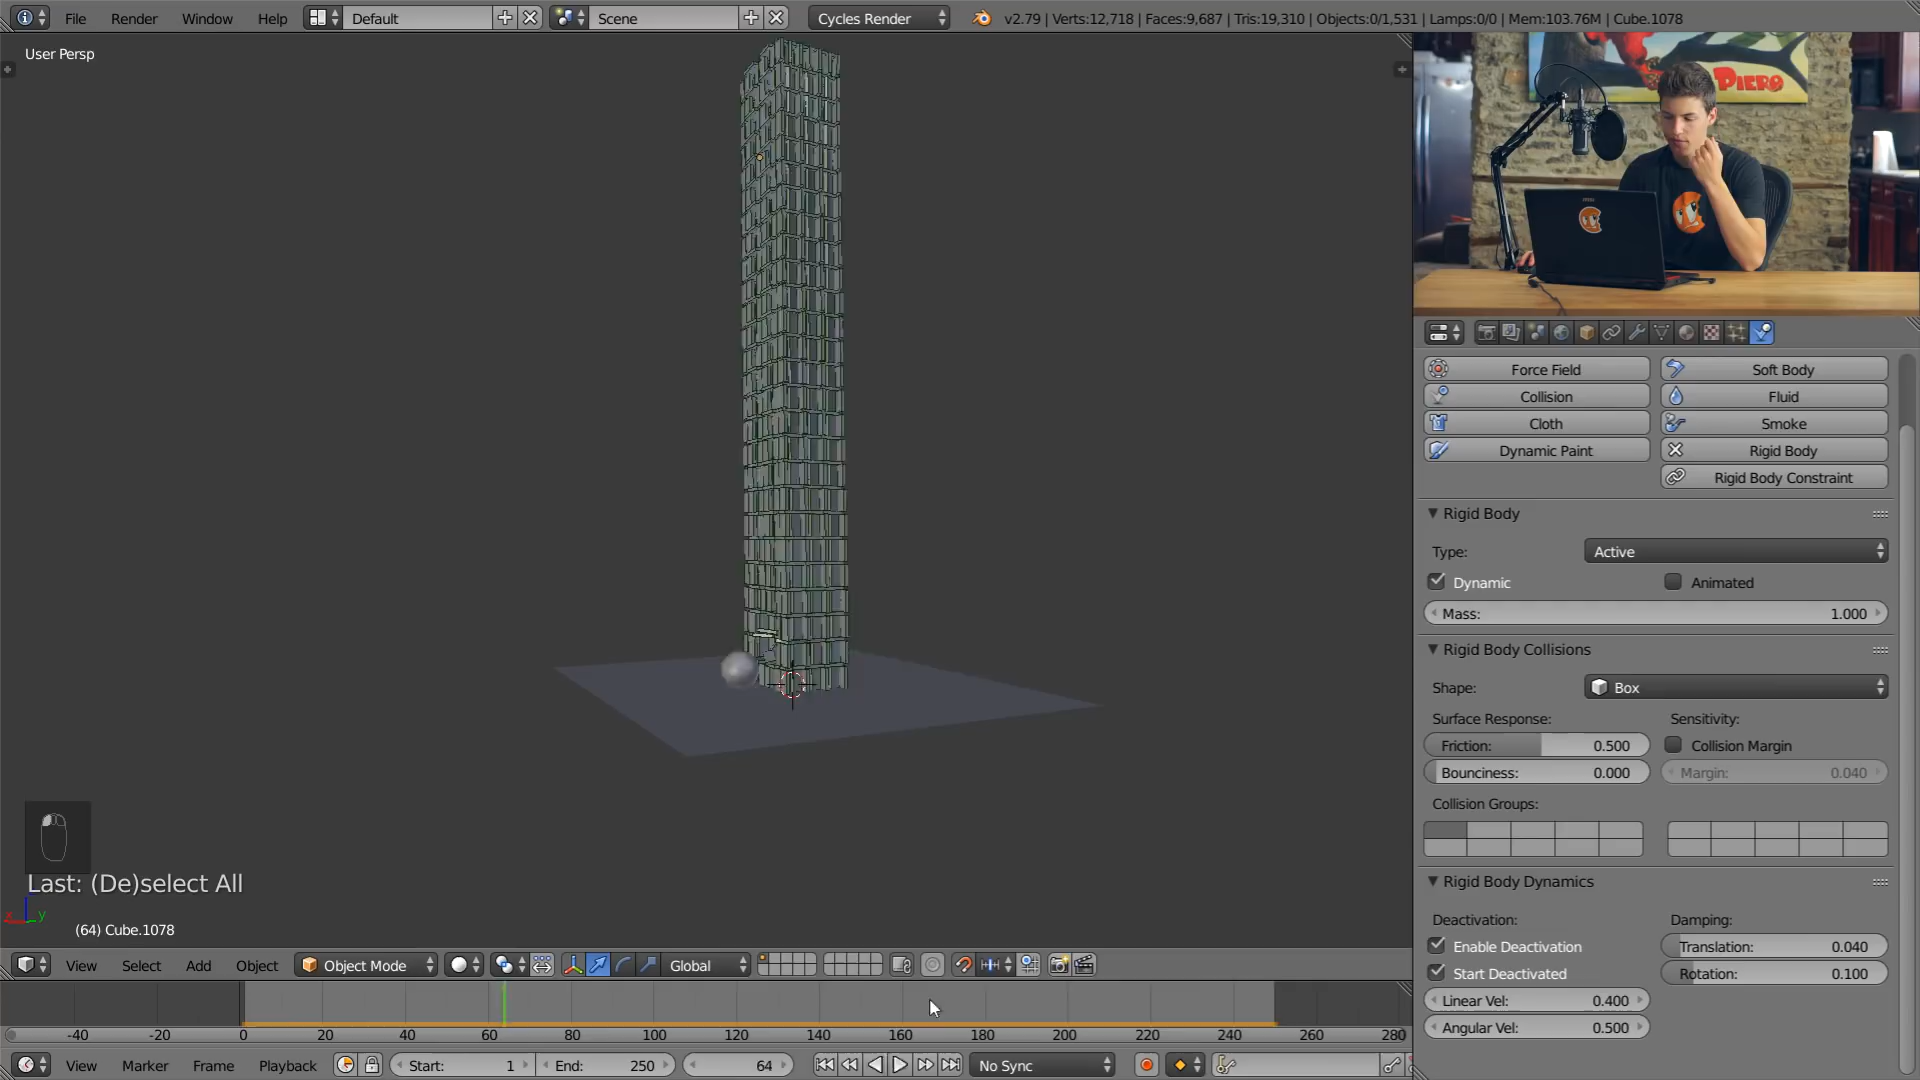 File Render Window Help Default Scene Cycles Render v2.79 | Verts:12,718 | Faces:9,687 | Tris:19,310 | Objects:0/1,531 | Lamps:0/0 | Mem:103.76M | Cube.1078
User Persp
PIERO
Force Field Soft Body
Collision Fluid
Cloth Smoke
Dynamic Paint Rigid Body
Rigid Body Constraint
Rigid Body
Type: Active
Dynamic Animated
Mass: 1.000
Rigid Body Collisions
Shape: Box
Surface Response: Sensitivity:
Friction: 0.500 Collision Margin
Bounciness: 0.000 Margin: 0.040
Collision Groups:
Rigid Body Dynamics
Deactivation: Damping:
Enable Deactivation Translation: 0.040
Start Deactivated Rotation: 0.100
Linear Vel: 0.400
Angular Vel: 0.500
Last: (De)select All
x y
(64) Cube.1078
View Select Add Object Object Mode Global
-40 -20 0 20 40 60 80 100 120 140 160 180 200 220 240 260 280
View Marker Frame Playback Start: 1 End: 250 64 No Sync